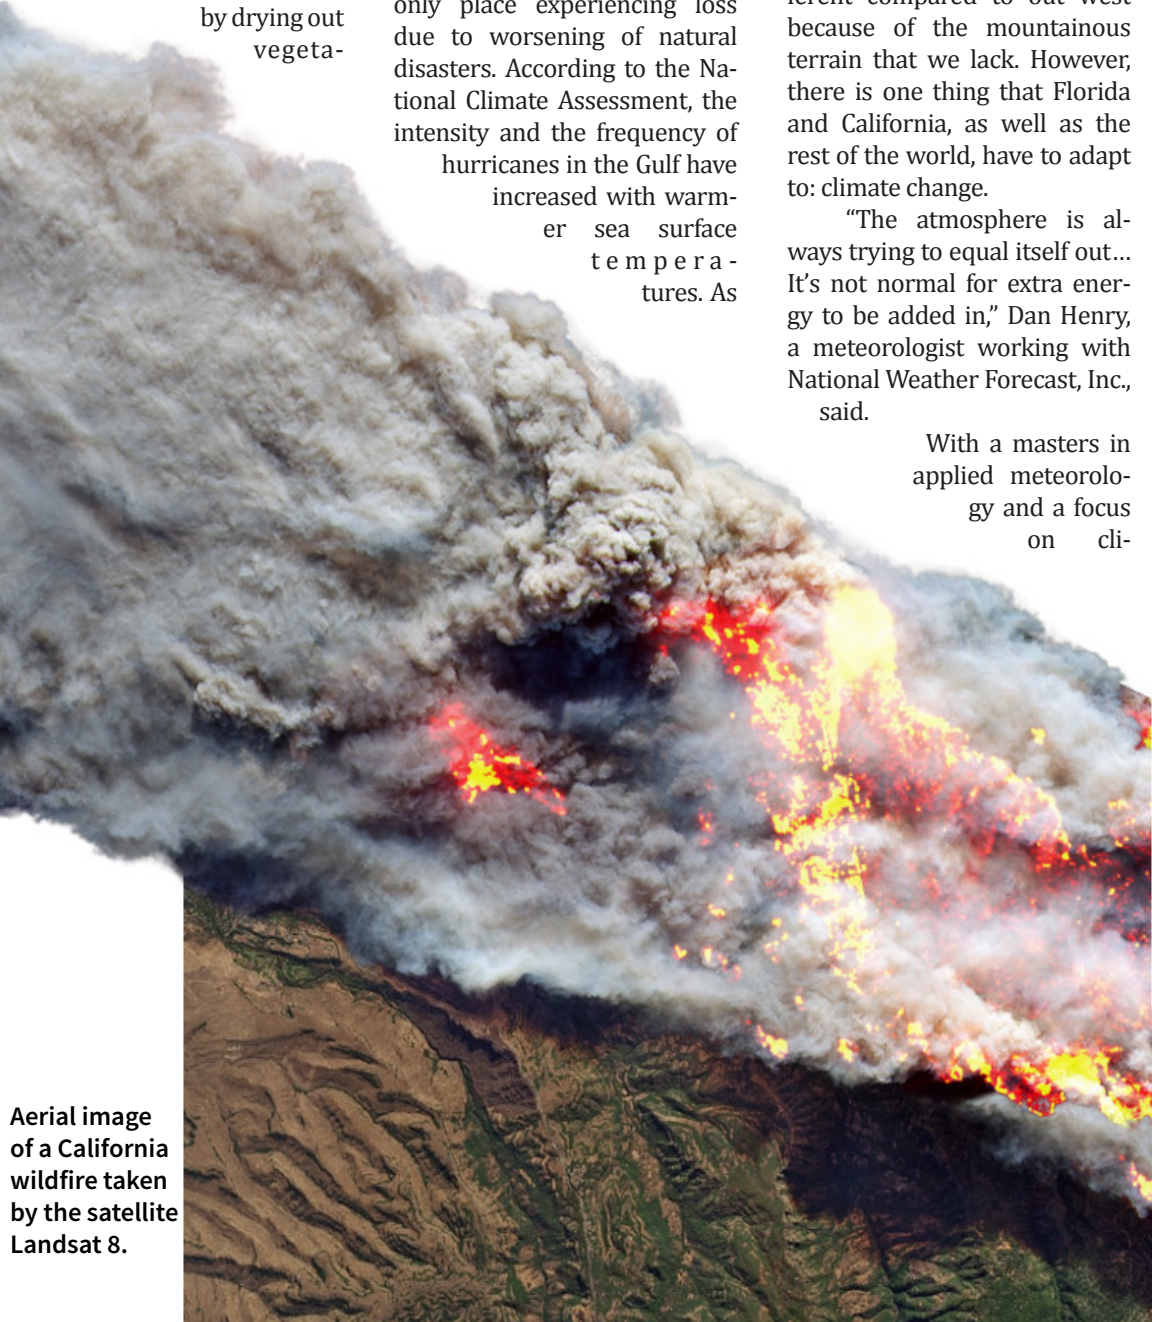 by drying out
vegeta-
only place experiencing loss
due to worsening of natural
disasters. According to the Na-
tional Climate Assessment, the
intensity and the frequency of
hurricanes in the Gulf have
increased with warm-
er sea surface
tempera-
tures. As
ferent compared to out west
because of the mountainous
terrain that we lack. However,
there is one thing that Florida
and California, as well as the
rest of the world, have to adapt
to: climate change.
“The atmosphere is al-
ways trying to equal itself out…
It’s not normal for extra ener-
gy to be added in,” Dan Henry,
a meteorologist working with
National Weather Forecast, Inc.,
said.
With a masters in
applied meteorolo-
gy and a focus
on cli-
Aerial image
of a California
wildfire taken
by the satellite
Landsat 8.